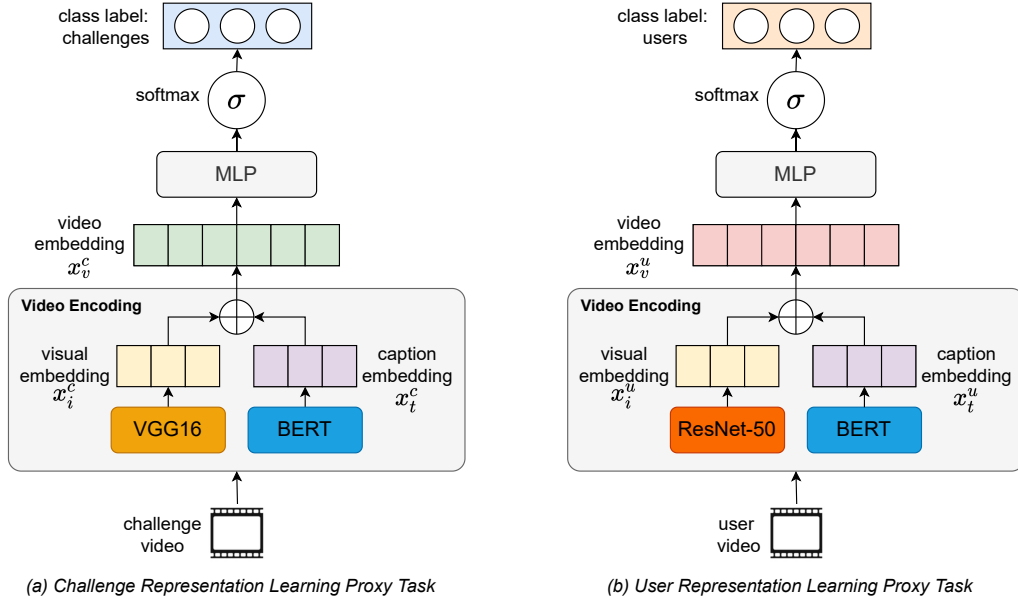 class label:
challenges
softmax
σ
MLP
video
embedding
x_v^c
Video Encoding
visual
embedding
x_i^c
caption
embedding
x_t^c
VGG16
BERT
challenge
video
(a) Challenge Representation Learning Proxy Task
class label:
users
softmax
σ
MLP
video
embedding
x_v^u
Video Encoding
visual
embedding
x_i^u
caption
embedding
x_t^u
ResNet-50
BERT
user
video
(b) User Representation Learning Proxy Task